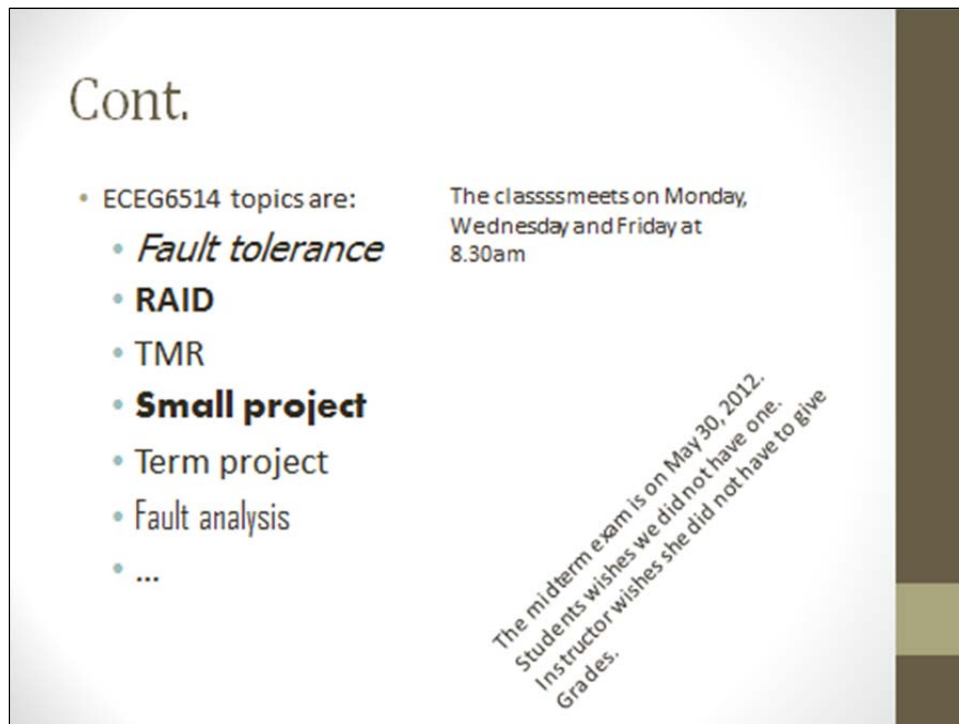 Cont.
• ECEG6514 topics are:
• Fault tolerance
• RAID
• TMR
• Small project
• Term project
• Fault analysis
• ...
The classssmeets on Monday,
Wednesday and Friday at
8.30am
The midterm exam is on May 30, 2012.
Students wishes we did not have one.
Instructor wishes she did not have to give
Grades.